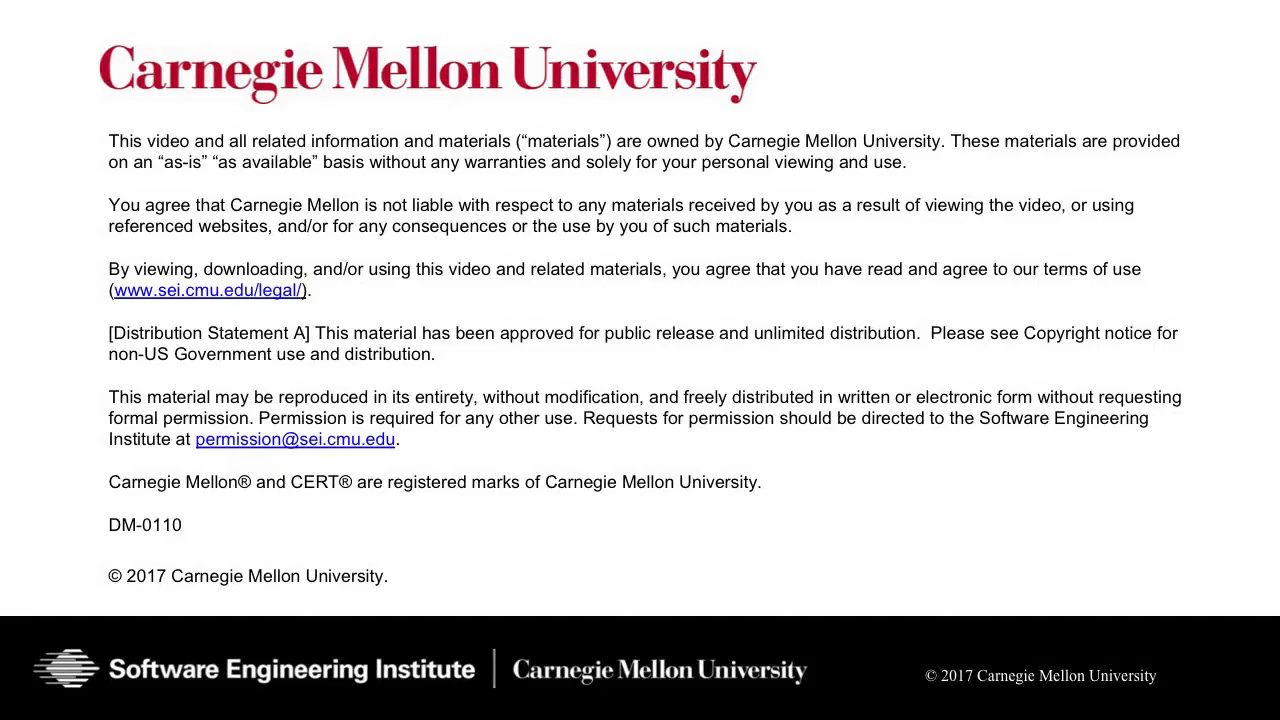 Carnegie Mellon University
This video and all related information and materials (“materials”) are owned by Carnegie Mellon University. These materials are provided
on an “as-is” “as available” basis without any warranties and solely for your personal viewing and use.
You agree that Carnegie Mellon is not liable with respect to any materials received by you as a result of viewing the video, or using
referenced websites, and/or for any consequences or the use by you of such materials.
By viewing, downloading, and/or using this video and related materials, you agree that you have read and agree to our terms of use
(www.sei.cmu.edu/legal/).
[Distribution Statement A] This material has been approved for public release and unlimited distribution.  Please see Copyright notice for
non-US Government use and distribution.
This material may be reproduced in its entirety, without modification, and freely distributed in written or electronic form without requesting
formal permission. Permission is required for any other use. Requests for permission should be directed to the Software Engineering
Institute at permission@sei.cmu.edu.
Carnegie Mellon® and CERT® are registered marks of Carnegie Mellon University.
DM-0110
© 2017 Carnegie Mellon University.
Software Engineering Institute | Carnegie Mellon University
© 2017 Carnegie Mellon University